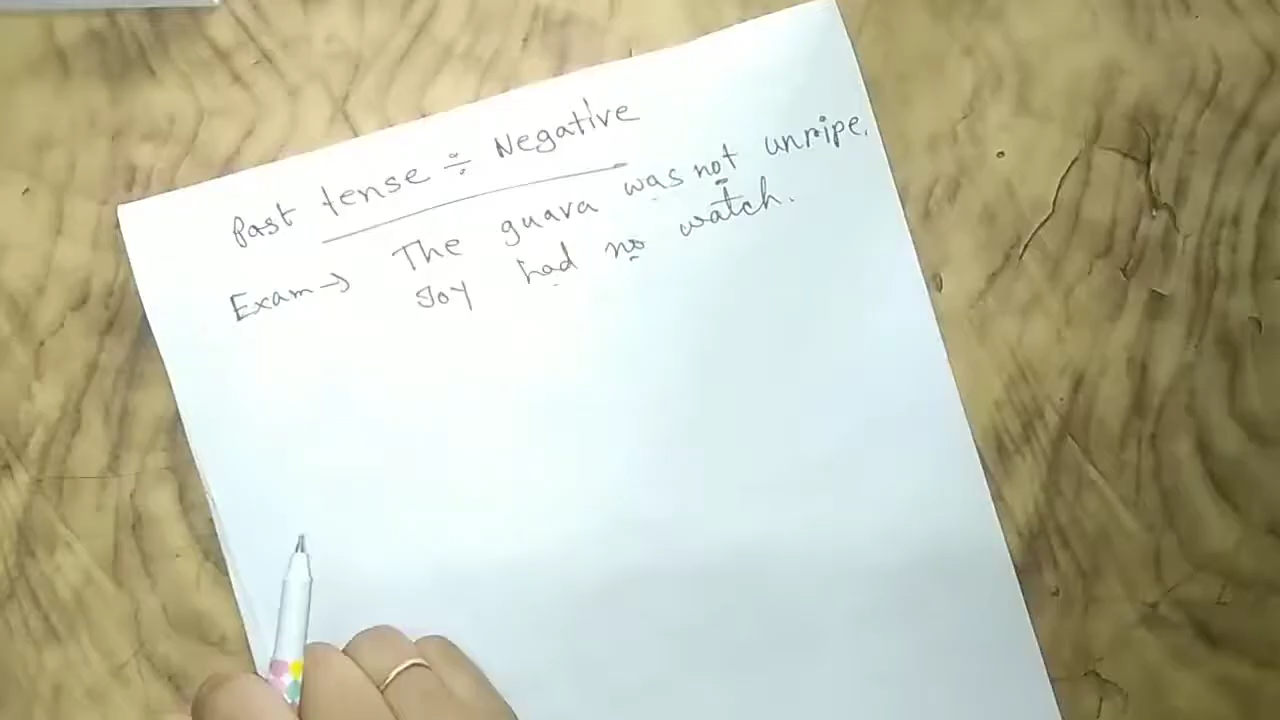 Past tense ÷ Negative
Exam → The guava was not unripe.
Joy had no watch.